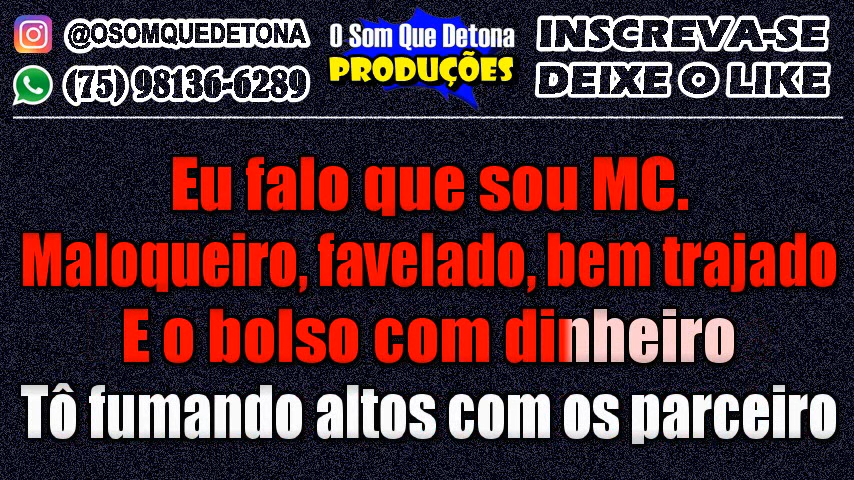 @OSOMQUEDETONA
(75) 98136-6289
O Som Que Detona
PRODUÇÕES
INSCREVA-SE
DEIXE O LIKE
Eu falo que sou MC.
Maloqueiro, favelado, bem trajado
E o bolso com dinheiro
Tô fumando altos com os parceiro